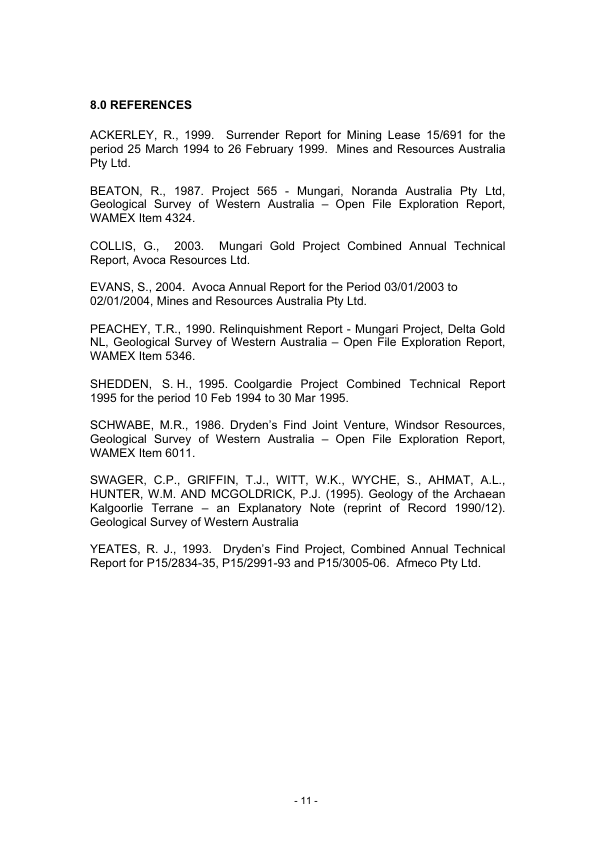 8.0 REFERENCES
ACKERLEY, R., 1999. Surrender Report for Mining Lease 15/691 for the
period 25 March 1994 to 26 February 1999. Mines and Resources Australia
Pty Ltd.
BEATON, R., 1987. Project 565 - Mungari, Noranda Australia Pty Ltd,
Geological Survey of Western Australia – Open File Exploration Report,
WAMEX Item 4324.
COLLIS, G., 2003. Mungari Gold Project Combined Annual Technical
Report, Avoca Resources Ltd.
EVANS, S., 2004. Avoca Annual Report for the Period 03/01/2003 to
02/01/2004, Mines and Resources Australia Pty Ltd.
PEACHEY, T.R., 1990. Relinquishment Report - Mungari Project, Delta Gold
NL, Geological Survey of Western Australia – Open File Exploration Report,
WAMEX Item 5346.
SHEDDEN, S. H., 1995. Coolgardie Project Combined Technical Report
1995 for the period 10 Feb 1994 to 30 Mar 1995.
SCHWABE, M.R., 1986. Dryden’s Find Joint Venture, Windsor Resources,
Geological Survey of Western Australia – Open File Exploration Report,
WAMEX Item 6011.
SWAGER, C.P., GRIFFIN, T.J., WITT, W.K., WYCHE, S., AHMAT, A.L.,
HUNTER, W.M. AND MCGOLDRICK, P.J. (1995). Geology of the Archaean
Kalgoorlie Terrane – an Explanatory Note (reprint of Record 1990/12).
Geological Survey of Western Australia
YEATES, R. J., 1993. Dryden’s Find Project, Combined Annual Technical
Report for P15/2834-35, P15/2991-93 and P15/3005-06. Afmeco Pty Ltd.
- 11 -